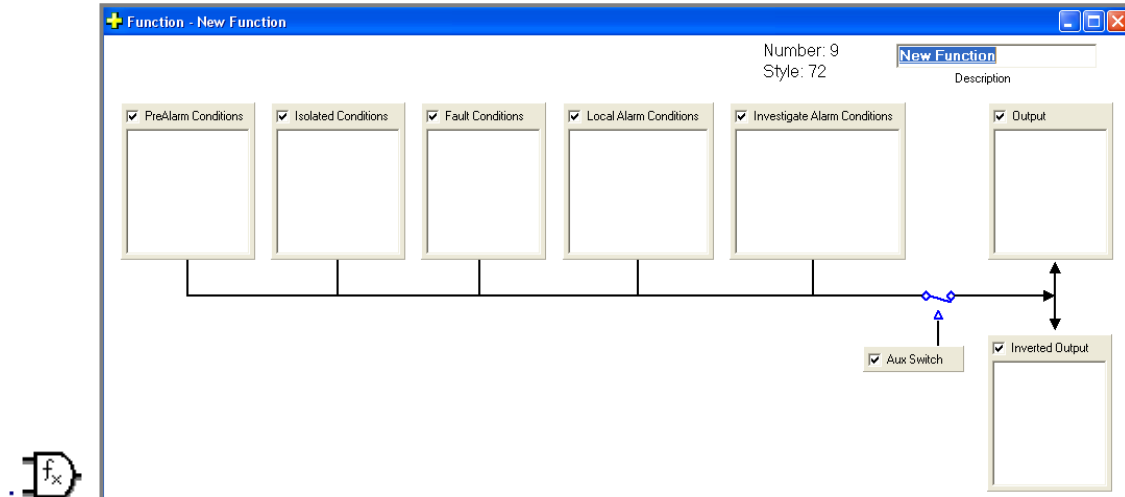 Function - New Function
Number: 9
New Function
Style: 72
Description
PreAlarm Conditions
Isolated Conditions
Fault Conditions
Local Alarm Conditions
Investigate Alarm Conditions
Output
Aux Switch
Inverted Output
fx